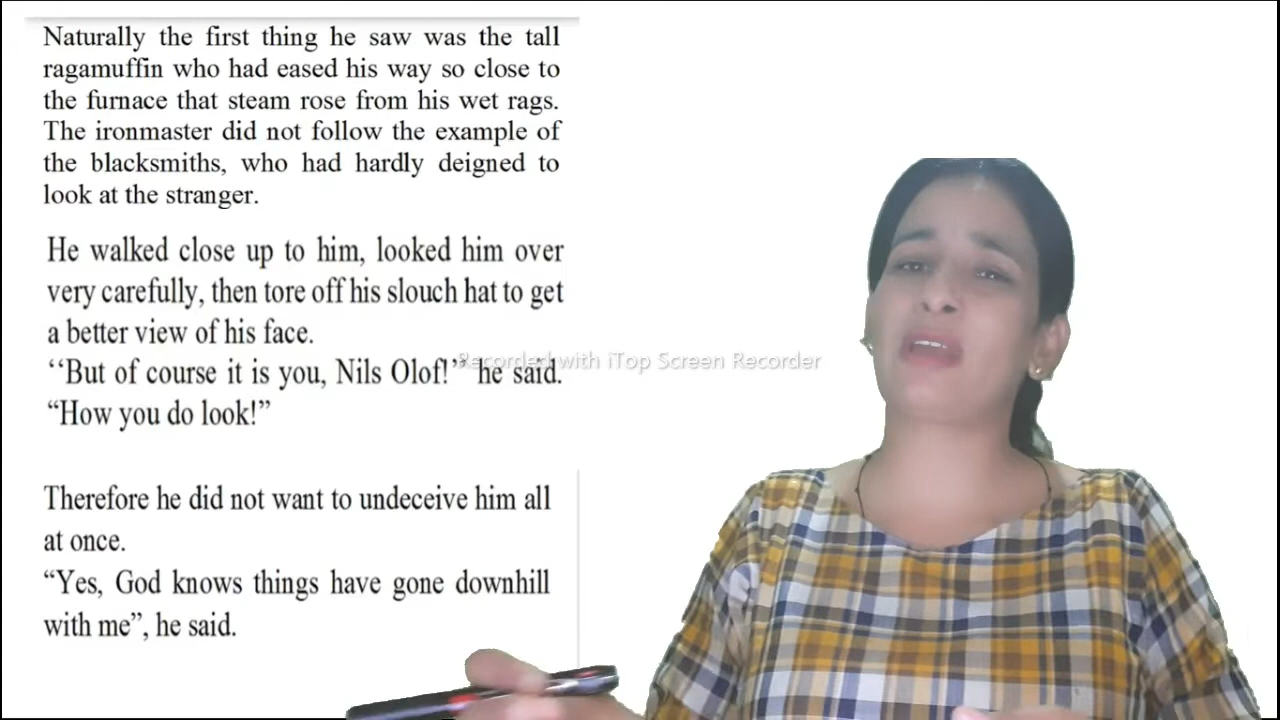 Naturally the first thing he saw was the tall
ragamuffin who had eased his way so close to
the furnace that steam rose from his wet rags.
The ironmaster did not follow the example of
the blacksmiths, who had hardly deigned to
look at the stranger.
He walked close up to him, looked him over
very carefully, then tore off his slouch hat to get
a better view of his face.
‘‘But of course it is you, Nils Olof!” he said.
“How you do look!”
Recorded with iTop Screen Recorder
Therefore he did not want to undeceive him all
at once.
“Yes, God knows things have gone downhill
with me”, he said.